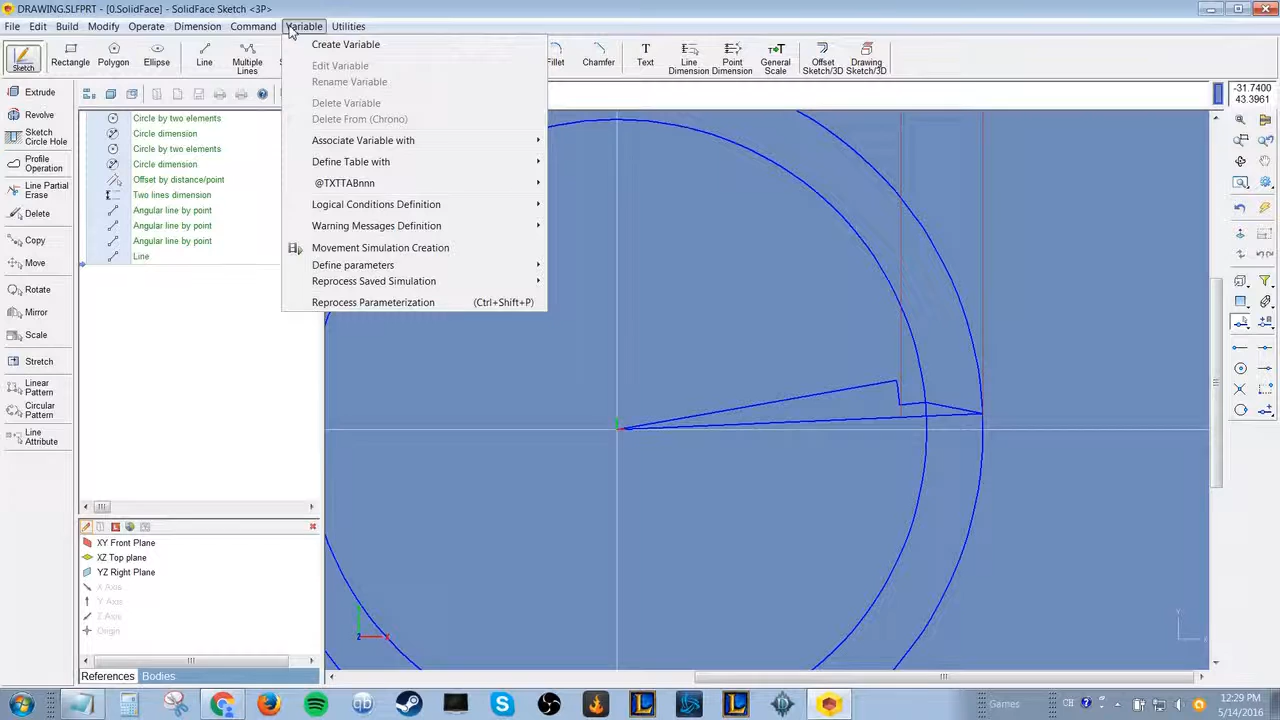 DRAWING.SLFPRT - [0.SolidFace] - SolidFace Sketch <3P>
File Edit Build Modify Operate Dimension Command Variable Utilities
Sketch Rectangle Polygon Ellipse Line Multiple Lines Fillet Chamfer Text Line Dimension Point Dimension General Scale Offset Sketch/3D Drawing Sketch/3D
-31.7400
43.3961
Create Variable
Edit Variable
Rename Variable
Delete Variable
Delete From (Chrono)
Associate Variable with
Define Table with
@TXTTABnnn
Logical Conditions Definition
Warning Messages Definition
Movement Simulation Creation
Define parameters
Reprocess Saved Simulation
Reprocess Parameterization (Ctrl+Shift+P)
Extrude
Revolve
Sketch
Circle Hole
Profile
Operation
Line Partial
Erase
Delete
Copy
Move
Rotate
Mirror
Scale
Stretch
Linear
Pattern
Circular
Pattern
Line
Attribute
Circle by two elements
Circle dimension
Circle by two elements
Circle dimension
Offset by distance/point
Two lines dimension
Angular line by point
Angular line by point
Angular line by point
Line
XY Front Plane
XZ Top plane
YZ Right Plane
X Axis
Y Axis
Z Axis
Origin
References Bodies
Games
CH
12:29 PM
5/14/2016